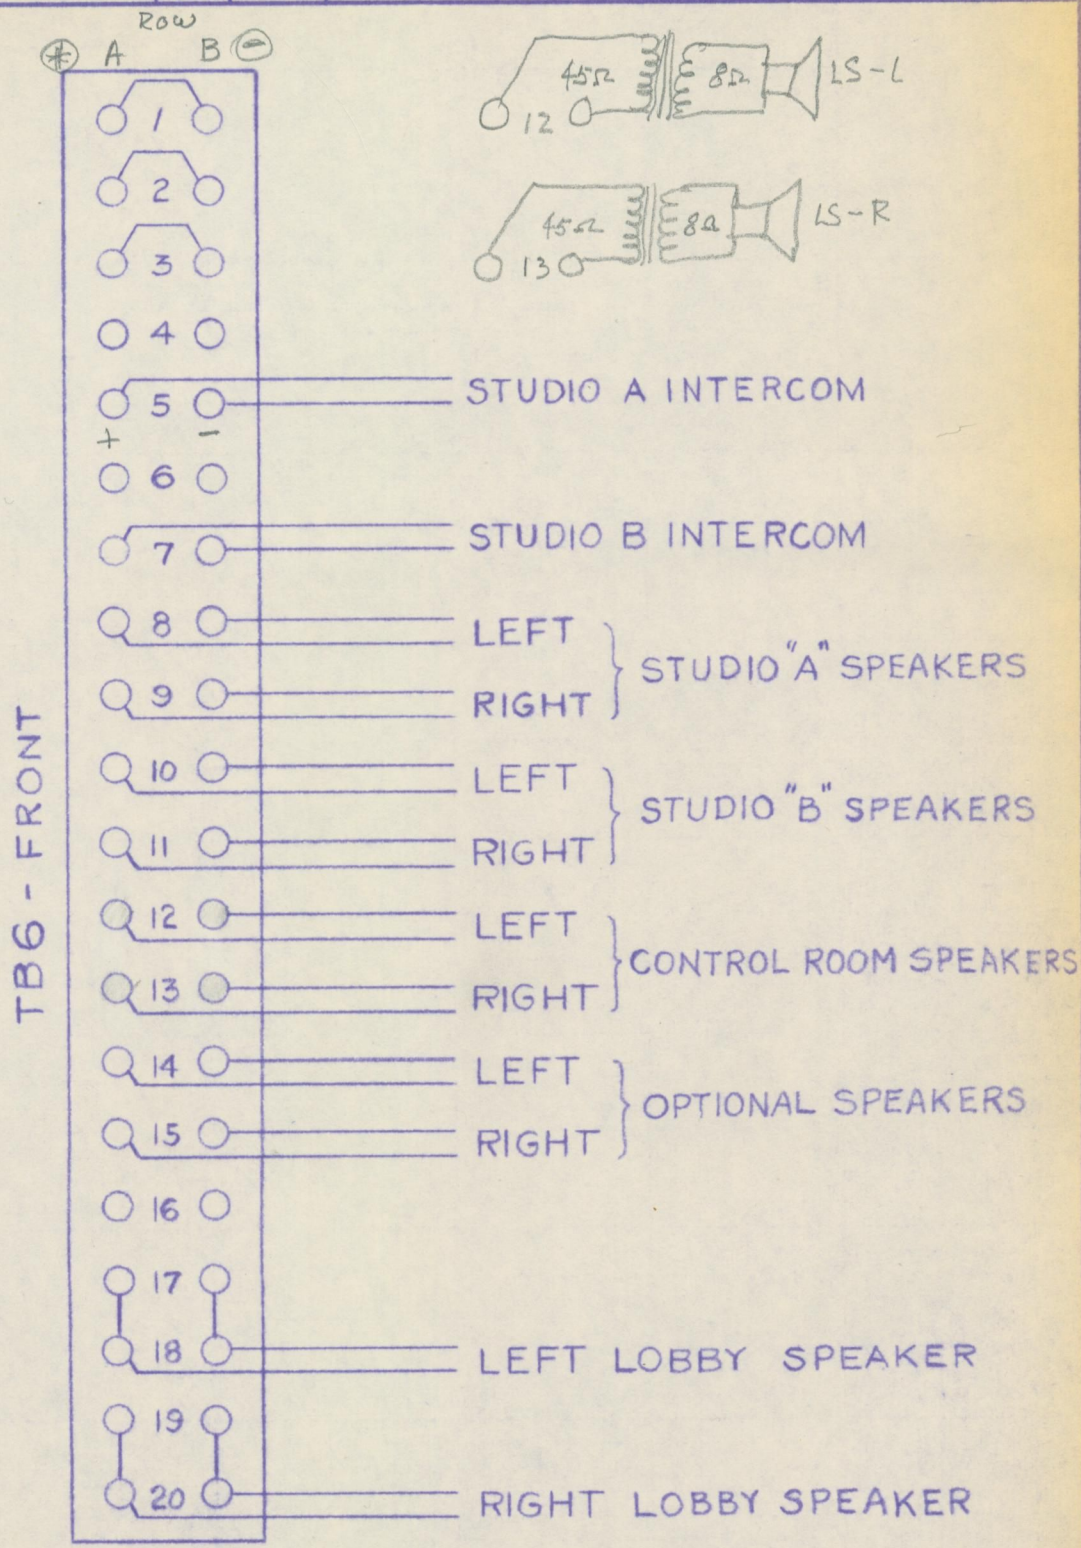 ROW
+ A B -
1
45Ω 8Ω LS-L
12
2
45Ω 8Ω LS-R
13
3
4
5 STUDIO A INTERCOM
+ -
6
7 STUDIO B INTERCOM
8 LEFT
STUDIO "A" SPEAKERS
9 RIGHT
10 LEFT
STUDIO "B" SPEAKERS
11 RIGHT
12 LEFT
CONTROL ROOM SPEAKERS
13 RIGHT
14 LEFT
OPTIONAL SPEAKERS
15 RIGHT
16
17
18 LEFT LOBBY SPEAKER
19
20 RIGHT LOBBY SPEAKER
TB6 - FRONT